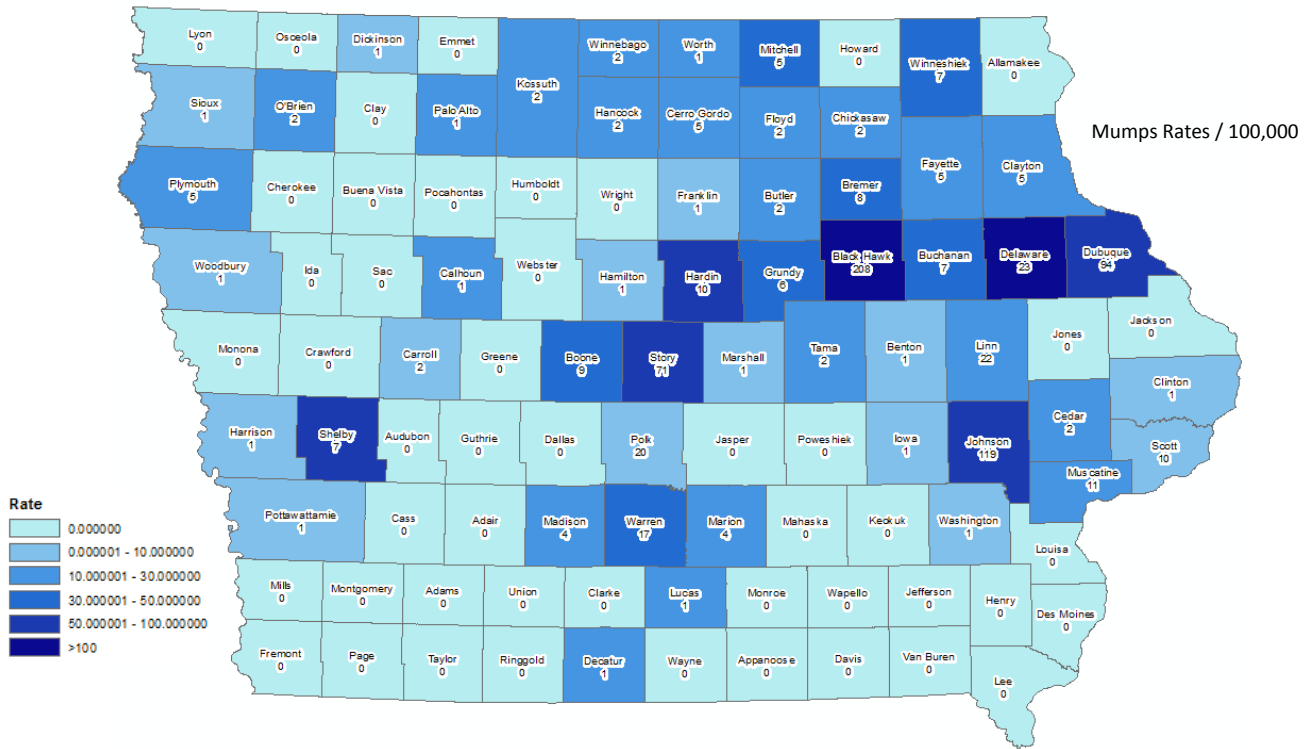 Lyon
0
Osceola
0
Dickinson
1
Emmet
0
Kossuth
2
Winnebago
2
Worth
1
Mitchell
5
Howard
0
Winneshiek
7
Allamakee
0
Sioux
1
O'Brien
2
Clay
0
Palo Alto
1
Hancock
2
Cerro Gordo
5
Floyd
2
Chickasaw
2
Mumps Rates / 100,000
Plymouth
5
Cherokee
0
Buena Vista
0
Pocahontas
0
Humboldt
0
Wright
0
Franklin
1
Butler
2
Bremer
8
Fayette
5
Clayton
5
Woodbury
1
Ida
0
Sac
0
Calhoun
1
Webster
0
Hamilton
1
Hardin
10
Grundy
6
Black Hawk
208
Buchanan
7
Delaware
23
Dubuque
94
Monona
0
Crawford
0
Carroll
2
Greene
0
Boone
9
Story
71
Marshall
1
Tama
2
Benton
1
Linn
22
Jones
0
Jackson
0
Clinton
1
Harrison
1
Shelby
7
Audubon
0
Guthrie
0
Dallas
0
Polk
20
Jasper
0
Poweshiek
0
Iowa
1
Johnson
119
Cedar
2
Scott
10
Muscatine
11
Pottawattamie
1
Cass
0
Adair
0
Madison
4
Warren
17
Marion
4
Mahaska
0
Keokuk
0
Washington
1
Louisa
0
Mills
0
Montgomery
0
Adams
0
Union
0
Clarke
0
Lucas
1
Monroe
0
Wapello
0
Jefferson
0
Henry
0
Des Moines
0
Fremont
0
Page
0
Taylor
0
Ringgold
0
Decatur
1
Wayne
0
Appanoose
0
Davis
0
Van Buren
0
Lee
0
Rate
0.000000
0.000001 - 10.000000
10.000001 - 30.000000
30.000001 - 50.000000
50.000001 - 100.000000
>100